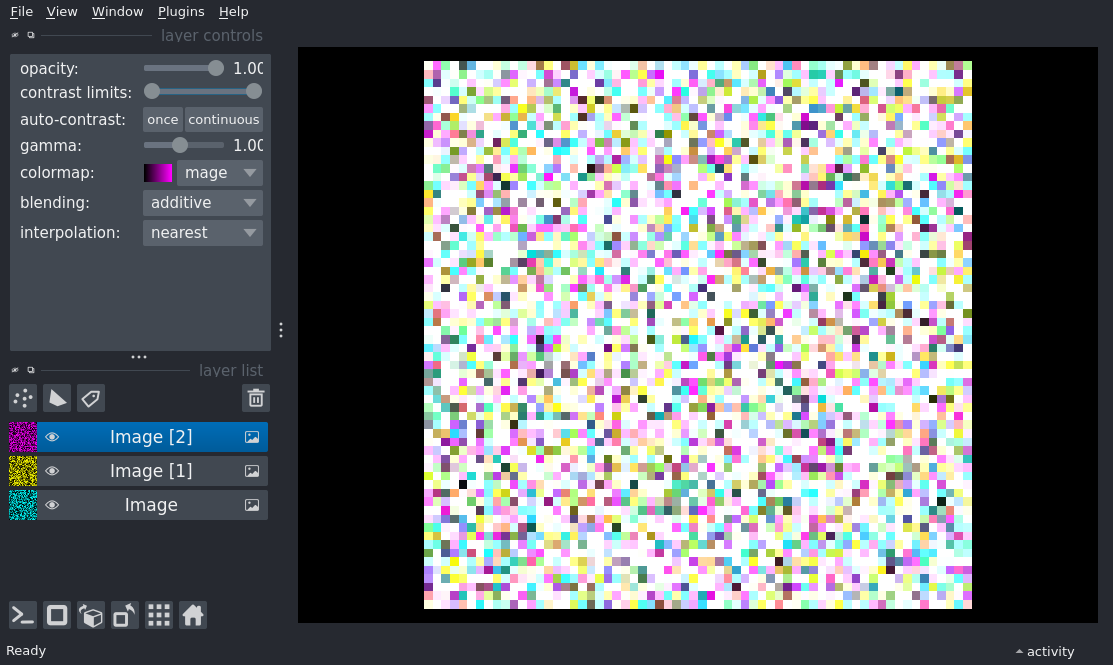 File View Window Plugins Help
layer controls
opacity: 1.00
contrast limits:
auto-contrast: once continuous
gamma: 1.00
colormap: mage
blending: additive
interpolation: nearest
layer list
Image [2]
Image [1]
Image
Ready
activity